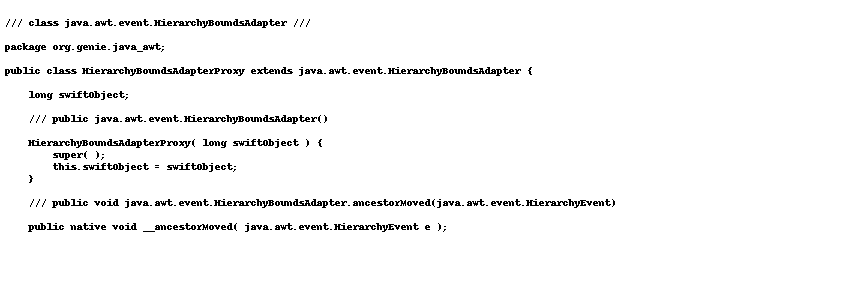 /// class java.awt.event.HierarchyBoundsAdapter ///
package org.genie.java_awt;
public class HierarchyBoundsAdapterProxy extends java.awt.event.HierarchyBoundsAdapter {
long swiftObject;
/// public java.awt.event.HierarchyBoundsAdapter()
HierarchyBoundsAdapterProxy( long swiftObject ) {
super( );
this.swiftObject = swiftObject;
}
/// public void java.awt.event.HierarchyBoundsAdapter.ancestorMoved(java.awt.event.HierarchyEvent)
public native void __ancestorMoved( java.awt.event.HierarchyEvent e );